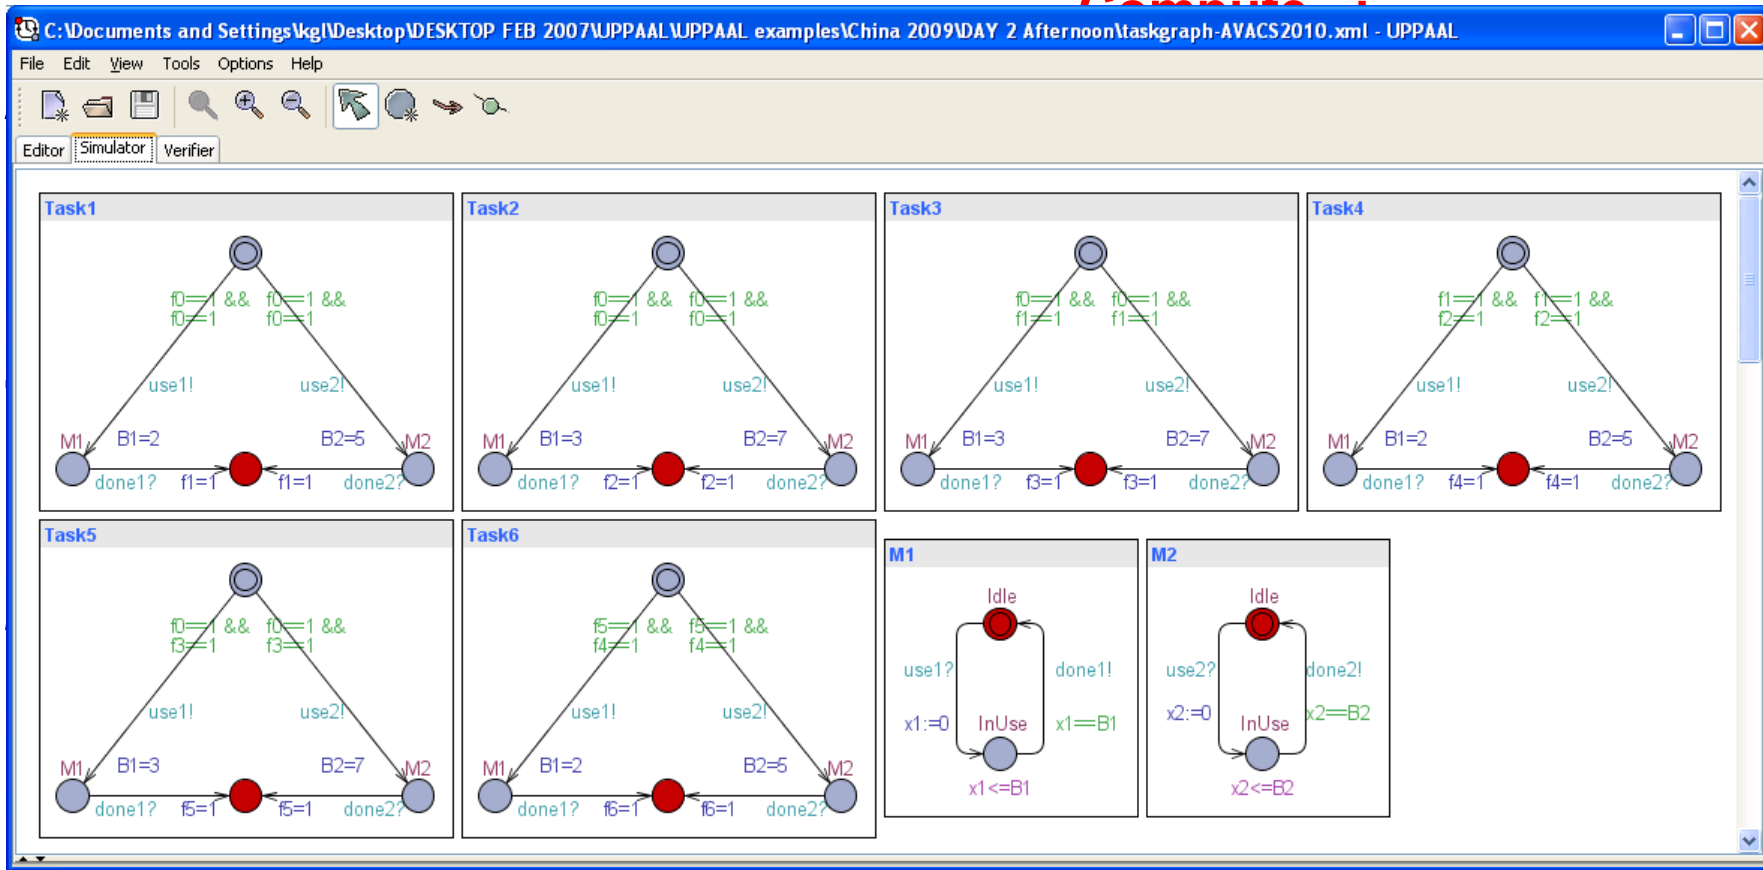 Compute
C:\Documents and Settings\kgl\Desktop\DESKTOP FEB 2007\UPPAAL\UPPAAL examples\China 2009\DAY 2 Afternoon\taskgraph-AVACS2010.xml - UPPAAL
File Edit View Tools Options Help
Editor Simulator Verifier
Task1
f0==1 && f0==1 &&
f0==1 f0==1
use1! use2!
M1 B1=2 B2=5 M2
done1? f1=1 f1=1 done2?
Task2
f0==1 && f0==1 &&
f0==1 f0==1
use1! use2!
M1 B1=3 B2=7 M2
done1? f2=1 f2=1 done2?
Task3
f0==1 && f0==1 &&
f1==1 f1==1
use1! use2!
M1 B1=3 B2=7 M2
done1? f3=1 f3=1 done2?
Task4
f1==1 && f1==1 &&
f2==1 f2==1
use1! use2!
M1 B1=2 B2=5 M2
done1? f4=1 f4=1 done2?
Task5
f0==1 && f0==1 &&
f3==1 f3==1
use1! use2!
M1 B1=3 B2=7 M2
done1? f5=1 f5=1 done2?
Task6
f5==1 && f5==1 &&
f4==1 f4==1
use1! use2!
M1 B1=2 B2=5 M2
done1? f6=1 f6=1 done2?
M1
Idle
use1? done1!
x1:=0 InUse x1==B1
x1<=B1
M2
Idle
use2? done2!
x2:=0 InUse x2==B2
x2<=B2